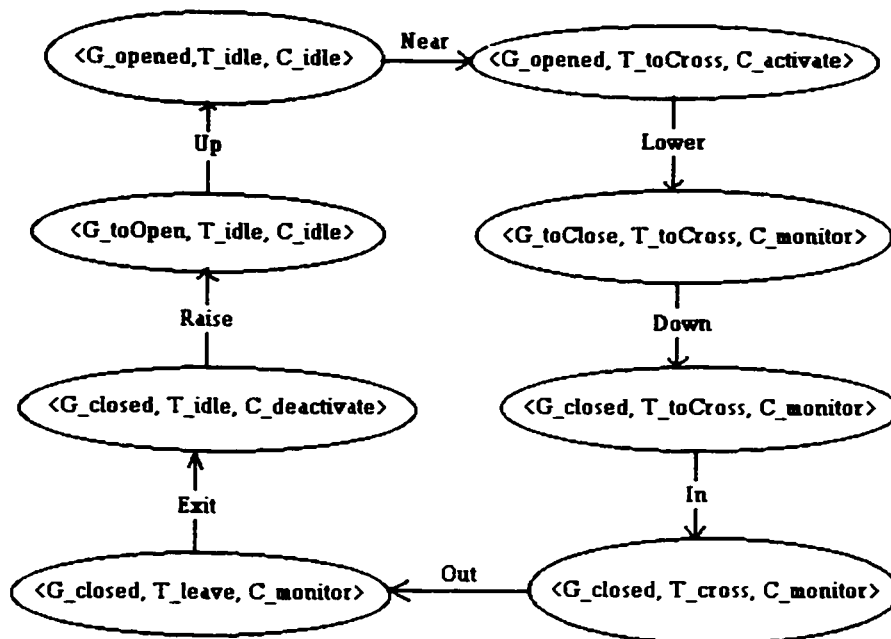 <G_opened,T_idle, C_idle>
Near
<G_opened, T_toCross, C_activate>
Up
Lower
<G_toOpen, T_idle, C_idle>
<G_toClose, T_toCross, C_monitor>
Raise
Down
<G_closed, T_idle, C_deactivate>
<G_closed, T_toCross, C_monitor>
Exit
In
<G_closed, T_leave, C_monitor>
Out
<G_closed, T_cross, C_monitor>